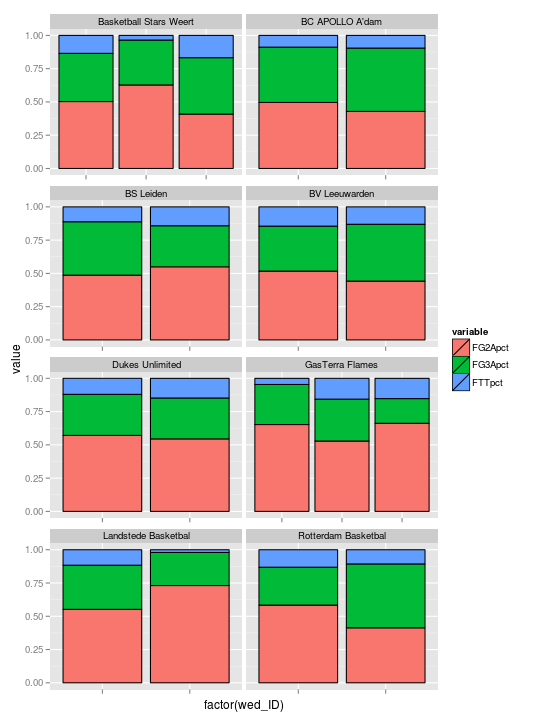 Basketball Stars Weert
BC APOLLO A'dam
1.00
0.75
0.50
0.25
0.00
BS Leiden
BV Leeuwarden
1.00
0.75
0.50
0.25
0.00
Dukes Unlimited
GasTerra Flames
1.00
0.75
0.50
0.25
0.00
Landstede Basketbal
Rotterdam Basketbal
1.00
0.75
0.50
0.25
0.00
value
factor(wed_ID)
variable
FG2Apct
FG3Apct
FTTpct